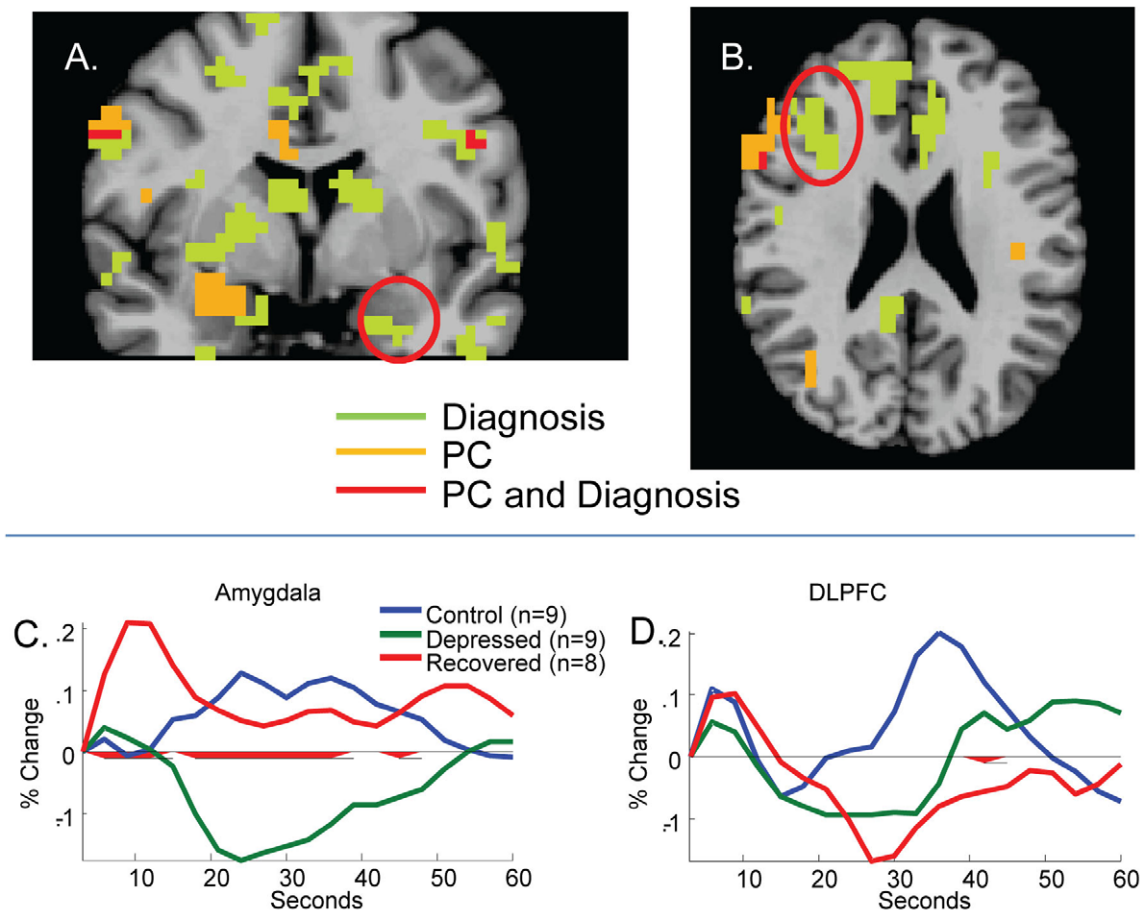 A.
B.
Diagnosis
PC
PC and Diagnosis
Amygdala
DLPFC
C.
Control (n=9)
Depressed (n=9)
Recovered (n=8)
D.
.2
.1
0
-.1
% Change
10 20 30 40 50 60
Seconds
.2
0.1
0
-.1
% Change
10 20 30 40 50 60
Seconds